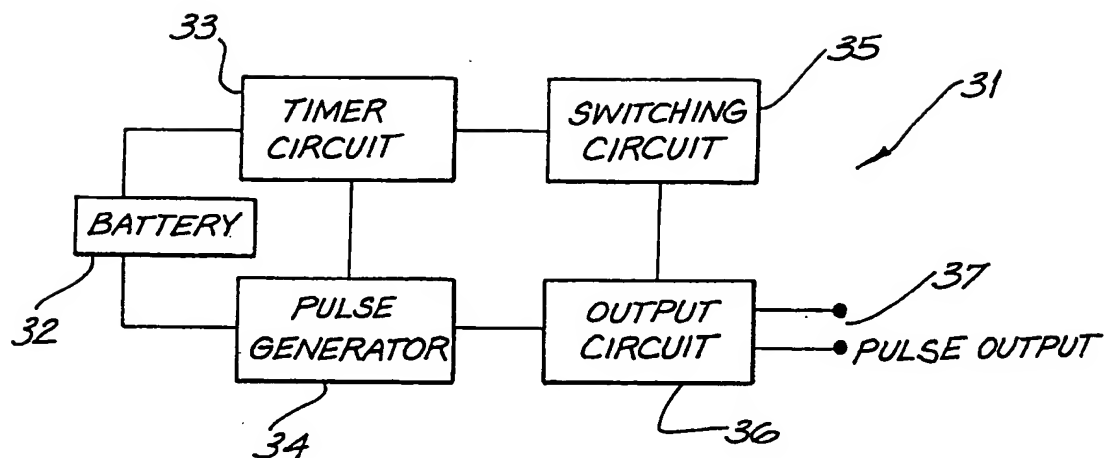 33
35
31
TIMER
CIRCUIT
SWITCHING
CIRCUIT
BATTERY
32
PULSE
GENERATOR
OUTPUT
CIRCUIT
37
PULSE OUTPUT
34
36